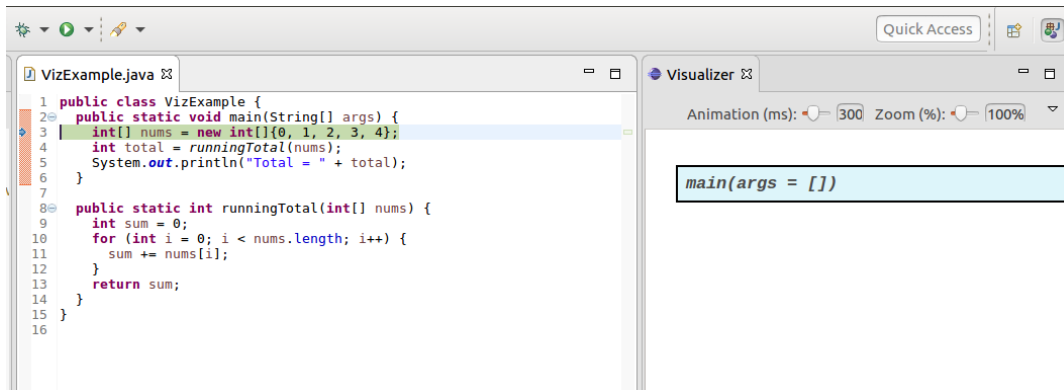 Quick Access
VizExample.java
Visualizer
Animation (ms): 300 Zoom (%): 100%
1 public class VizExample {
2 public static void main(String[] args) {
3 int[] nums = new int[]{0, 1, 2, 3, 4};
4 int total = runningTotal(nums);
5 System.out.println("Total = " + total);
6 }
7
8 public static int runningTotal(int[] nums) {
9 int sum = 0;
10 for (int i = 0; i < nums.length; i++) {
11 sum += nums[i];
12 }
13 return sum;
14 }
15 }
16
main(args = [])